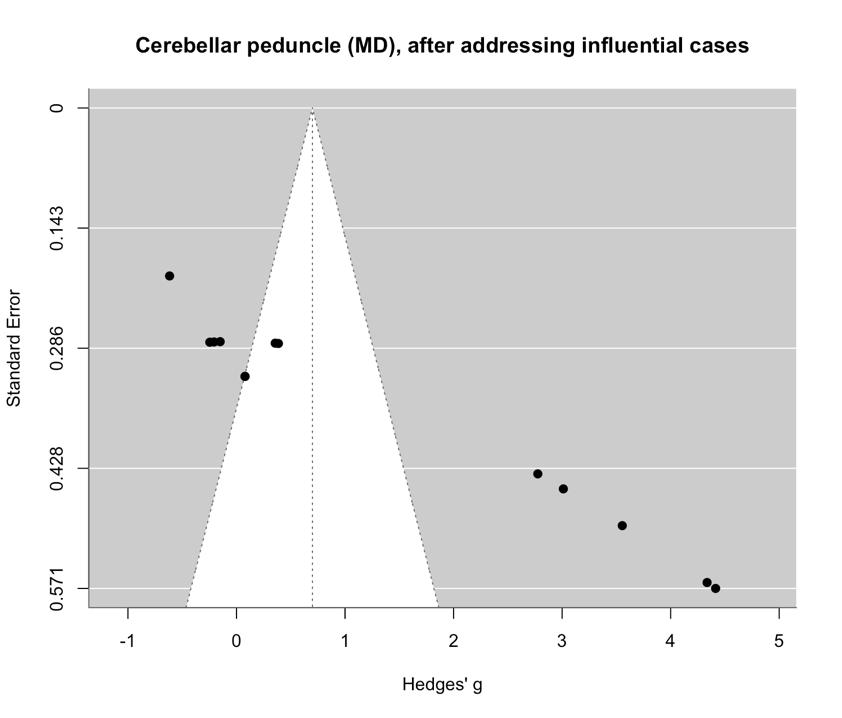 Cerebellar peduncle (MD), after addressing influential cases
Standard Error
0
0.143
0.286
0.428
0.571
-1 0 1 2 3 4 5
Hedges' g